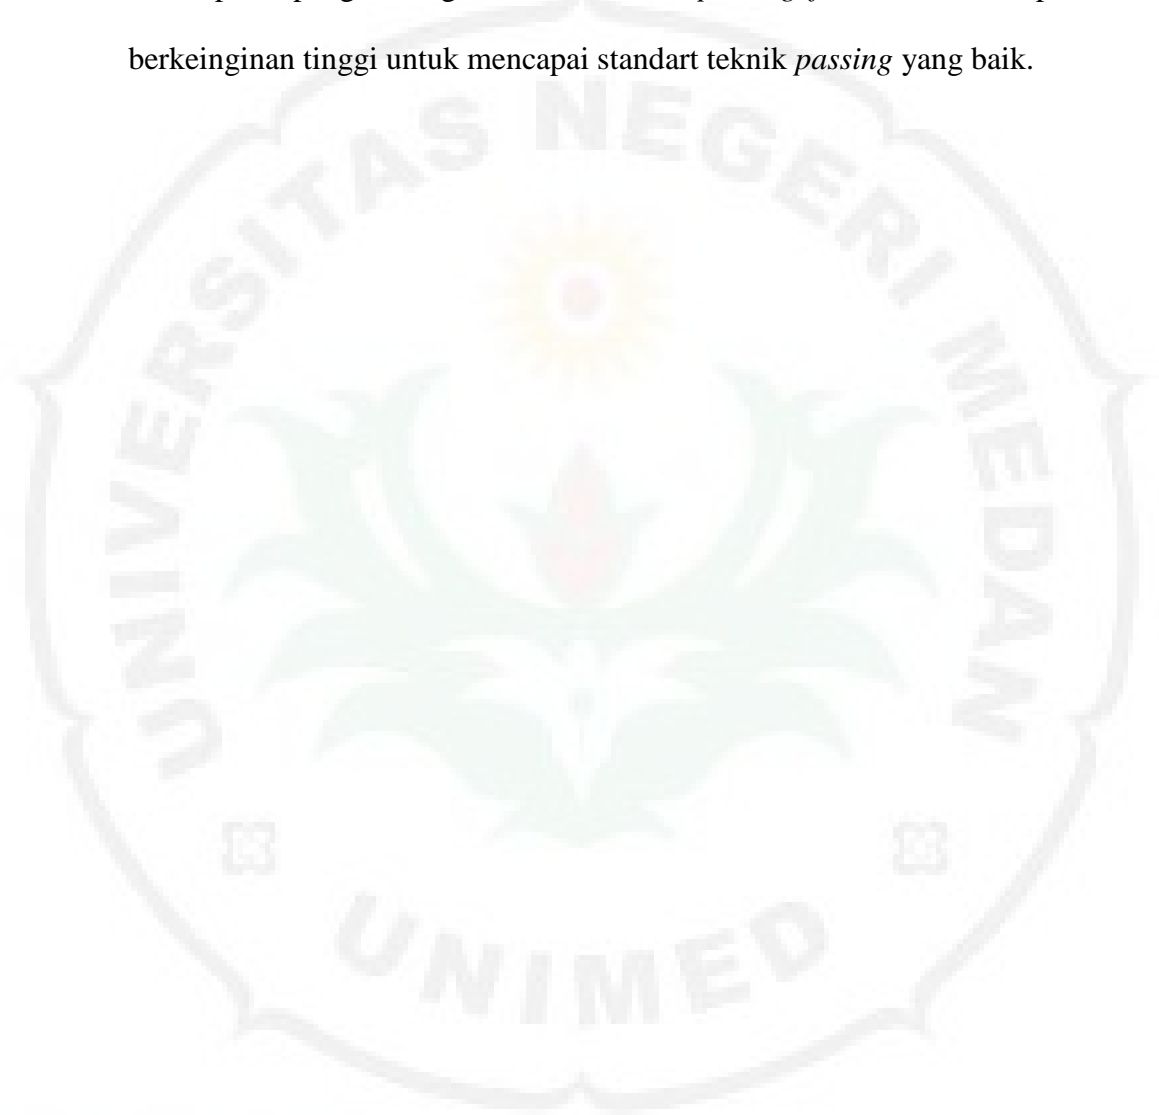 berkeinginan tinggi untuk mencapai standart teknik passing yang baik.
UNIVERSITAS NEGERI MEDAN
UNIMED